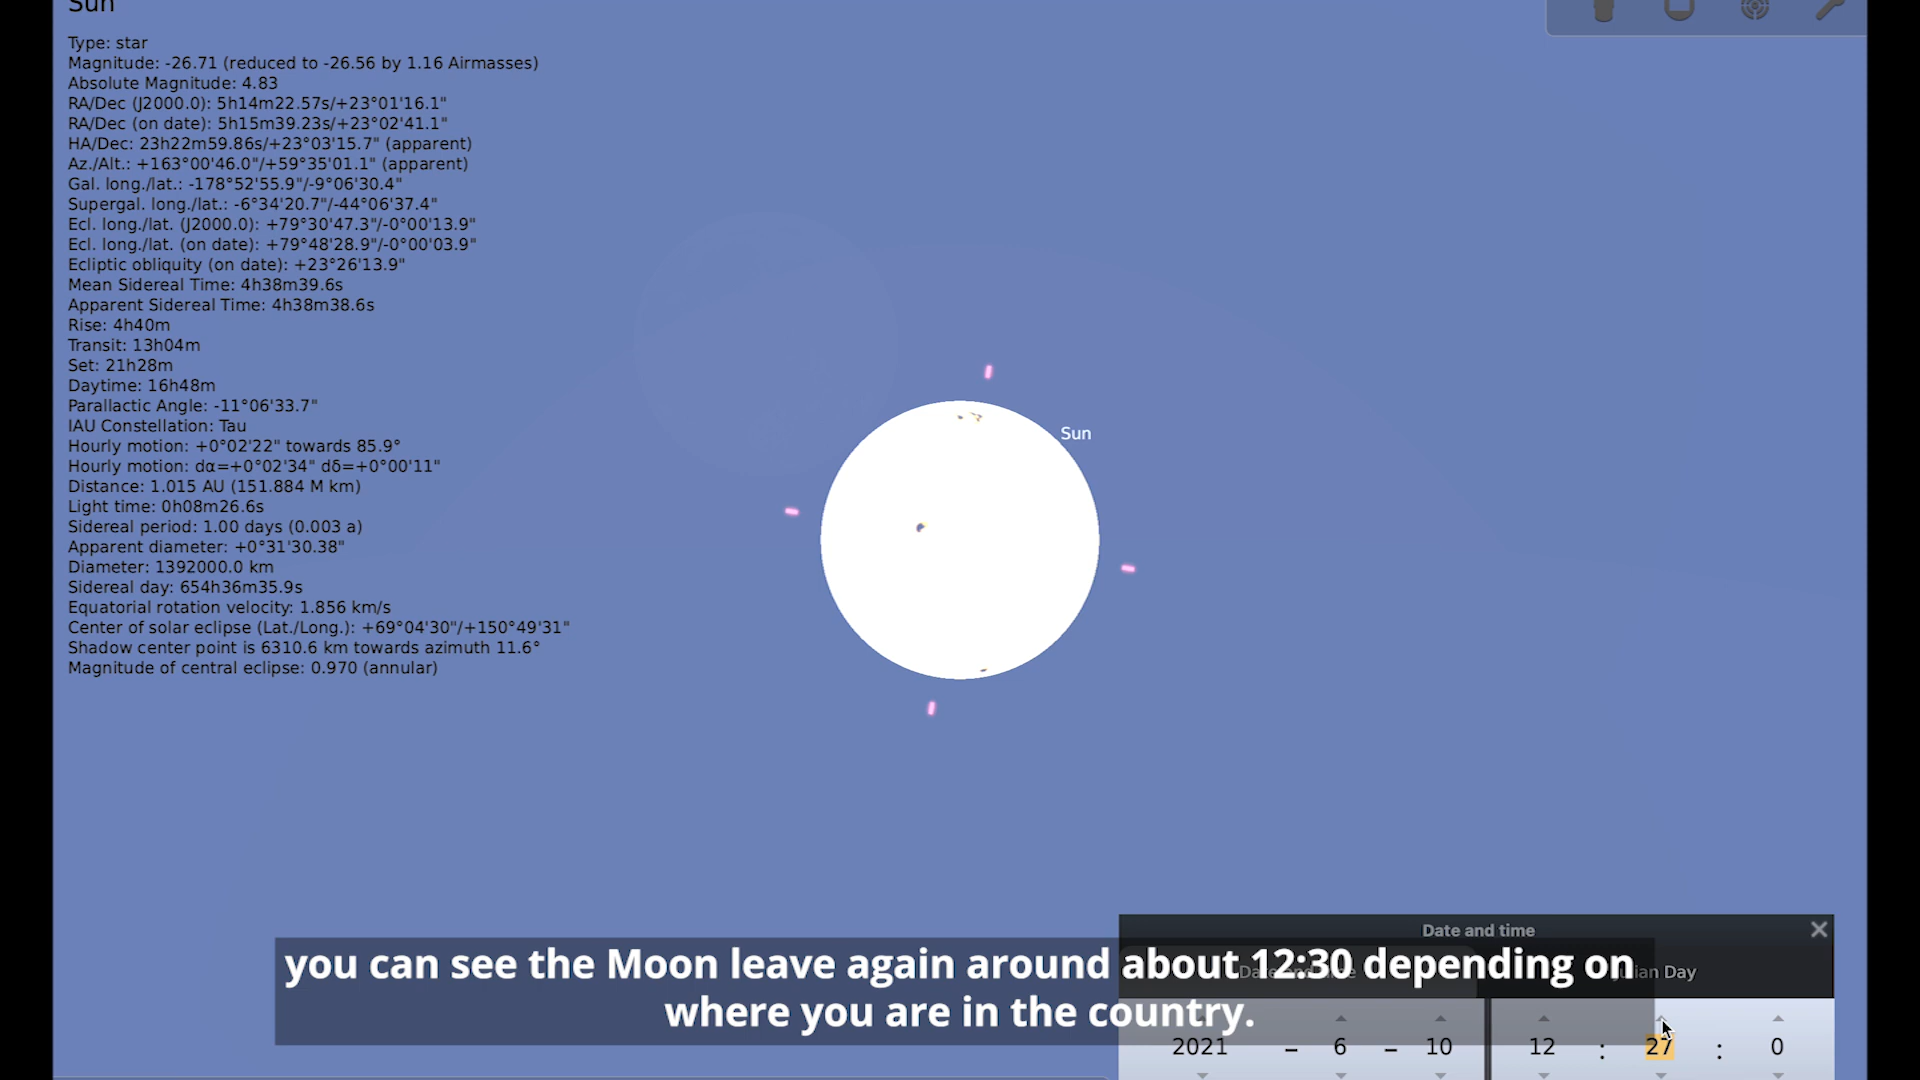 Sun
Type: star
Magnitude: -26.71 (reduced to -26.56 by 1.16 Airmasses)
Absolute Magnitude: 4.83
RA/Dec (J2000.0): 5h14m22.57s/+23°01'16.1"
RA/Dec (on date): 5h15m39.23s/+23°02'41.1"
HA/Dec: 23h22m59.86s/+23°03'15.7" (apparent)
Az./Alt.: +163°00'46.0"/+59°35'01.1" (apparent)
Gal. long./lat.: -178°52'55.9"/-9°06'30.4"
Supergal. long./lat.: -6°34'20.7"/-44°06'37.4"
Ecl. long./lat. (J2000.0): +79°30'47.3"/-0°00'13.9"
Ecl. long./lat. (on date): +79°48'28.9"/-0°00'03.9"
Ecliptic obliquity (on date): +23°26'13.9"
Mean Sidereal Time: 4h38m39.6s
Apparent Sidereal Time: 4h38m38.6s
Rise: 4h40m
Transit: 13h04m
Set: 21h28m
Daytime: 16h48m
Parallactic Angle: -11°06'33.7"
IAU Constellation: Tau
Hourly motion: +0°02'22" towards 85.9°
Hourly motion: dα=+0°02'34" dδ=+0°00'11"
Distance: 1.015 AU (151.884 M km)
Light time: 0h08m26.6s
Sidereal period: 1.00 days (0.003 a)
Apparent diameter: +0°31'30.38"
Diameter: 1392000.0 km
Sidereal day: 654h36m35.9s
Equatorial rotation velocity: 1.856 km/s
Center of solar eclipse (Lat./Long.): +69°04'30"/+150°49'31"
Shadow center point is 6310.6 km towards azimuth 11.6°
Magnitude of central eclipse: 0.970 (annular)
Sun
Date and time
Day
you can see the Moon leave again around about 12:30 depending on
where you are in the country.
2021 – 6 – 10 12 : 27 : 0